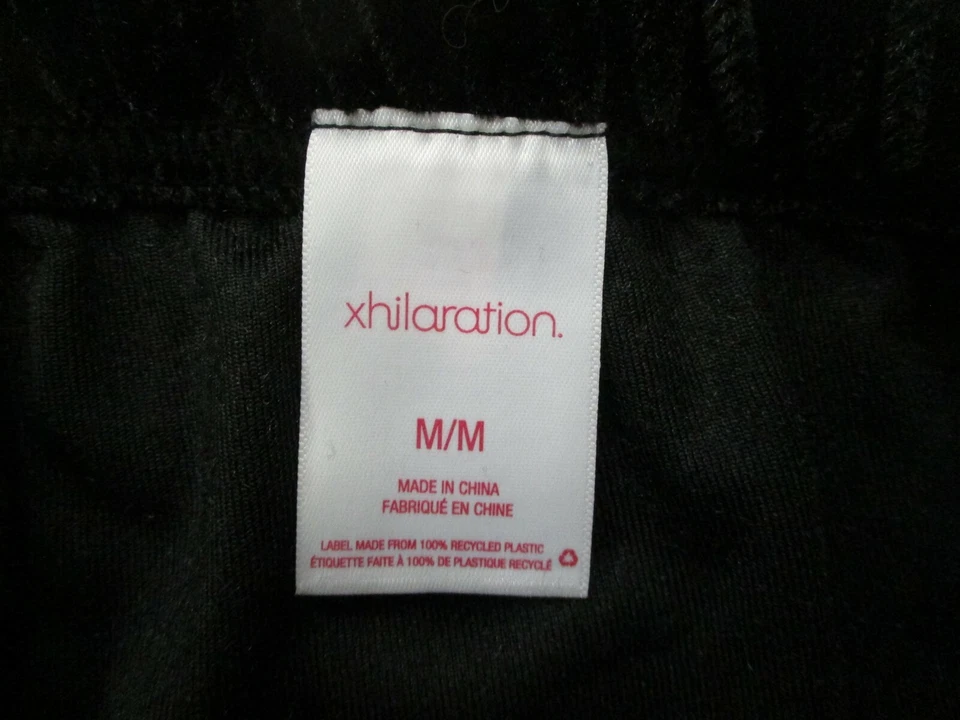 xhilaration.
M/M
MADE IN CHINA
FABRIQUÉ EN CHINE
LABEL MADE FROM 100% RECYCLED PLASTIC
ÉTIQUETTE FAITE À 100% DE PLASTIQUE RECYCLÉ